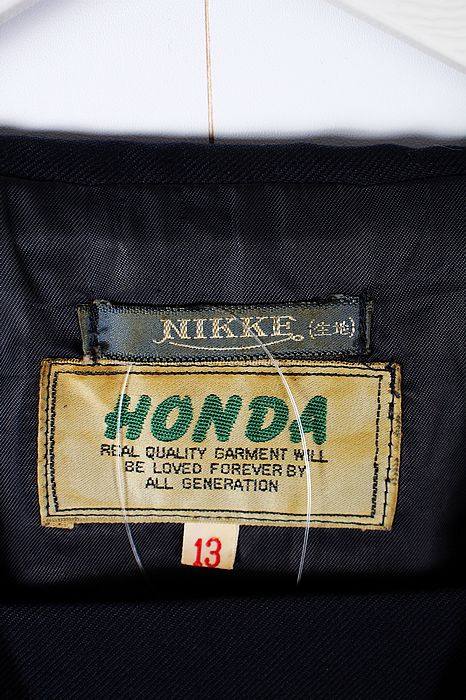 NIKKE (生地)
HONDA
REAL QUALITY GARMENT WILL
BE LOVED FOREVER BY
ALL GENERATION
13